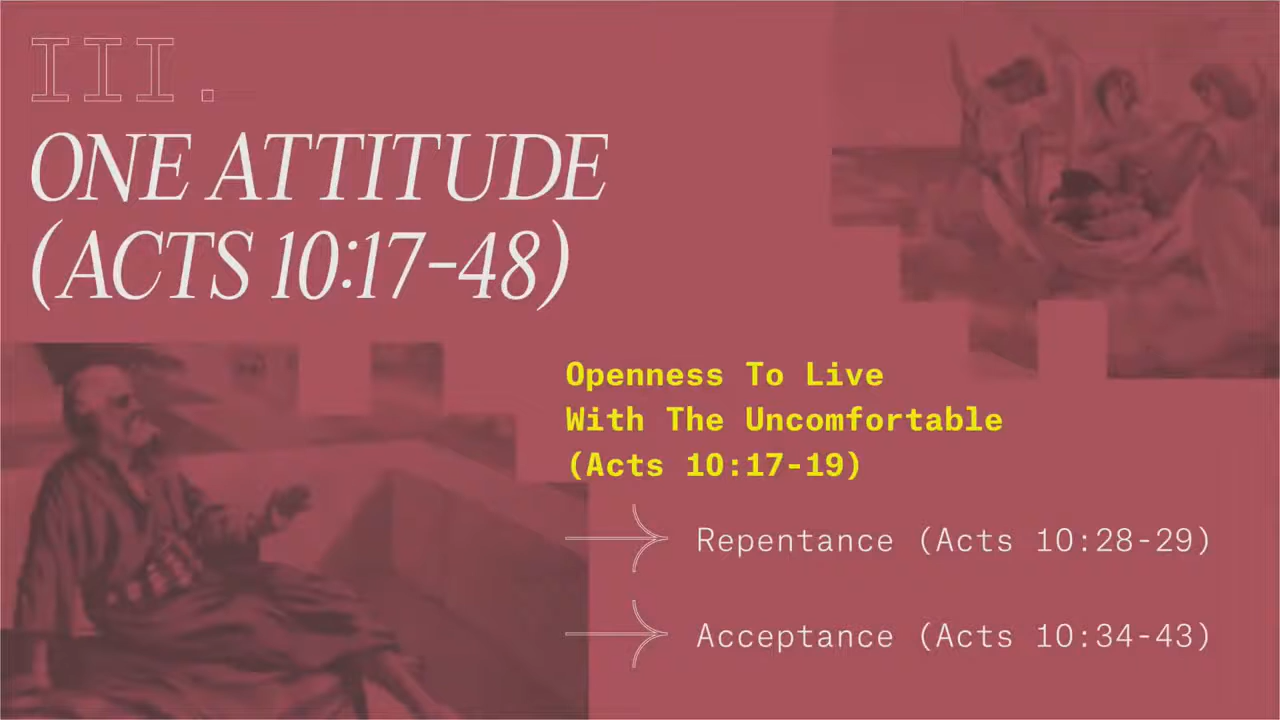 III.
ONE ATTITUDE
(ACTS 10:17-48)
Openness To Live
With The Uncomfortable
(Acts 10:17-19)
Repentance (Acts 10:28-29)
Acceptance (Acts 10:34-43)